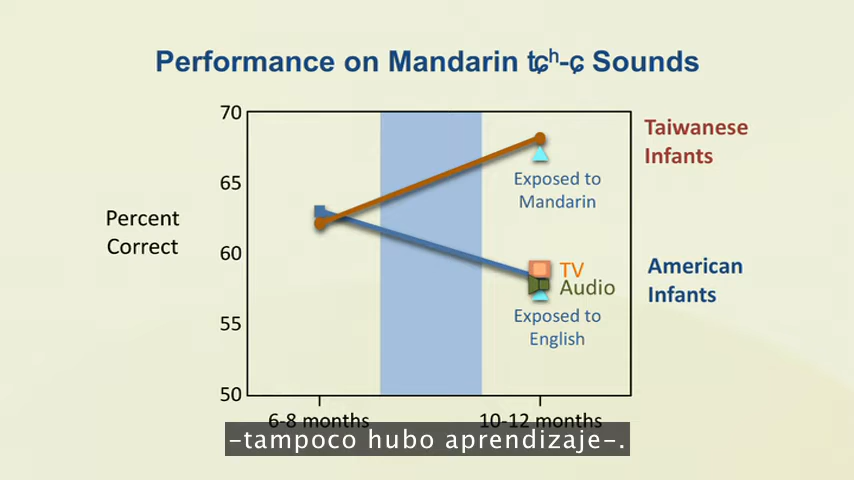 Performance on Mandarin tɕʰ-ɕ Sounds
70
65
60
55
50
Percent
Correct
Taiwanese
Infants
Exposed to
Mandarin
TV
Audio
American
Infants
Exposed to
English
6-8 months
10-12 months
-tampoco hubo aprendizaje-.